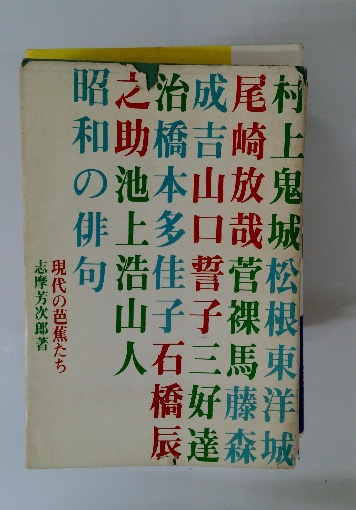 村上鬼城松根東洋城
尾崎放哉菅裸馬藤森
成吉山口誓子三好達
治橋本多佳子石橋辰
之助池上浩山人
昭和の俳句
現代の芭蕉たち
志摩芳次郎著